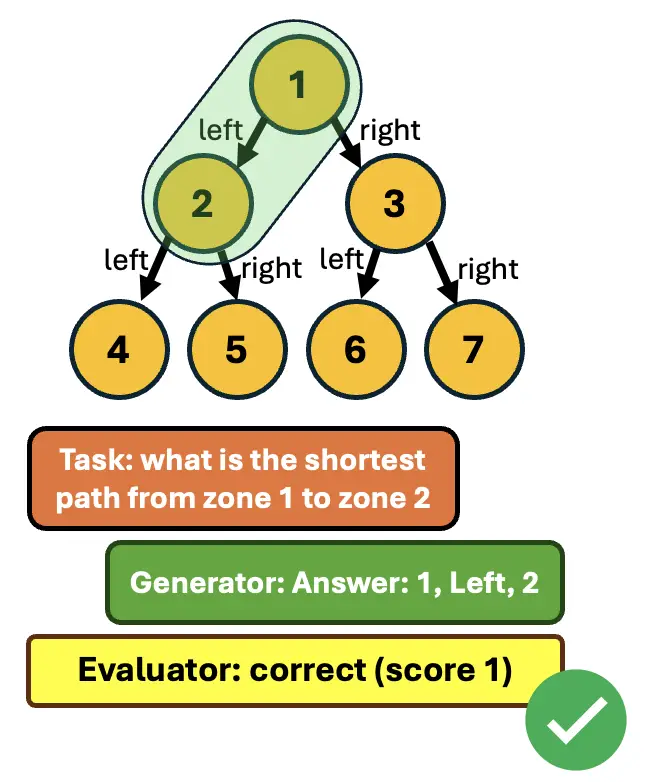 1
left
right
2
3
left
right
left
right
4
5
6
7
Task: what is the shortest
path from zone 1 to zone 2
Generator: Answer: 1, Left, 2
Evaluator: correct (score 1)